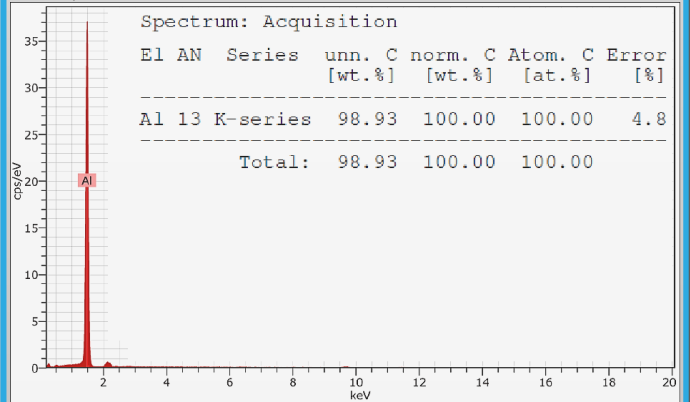 Spectrum: Acquisition
El AN Series unn. C norm. C Atom. C Error
[wt.%] [wt.%] [at.%] [%]
Al 13 K-series 98.93 100.00 100.00 4.8
Total: 98.93 100.00 100.00
cps/eV
35
30
25
20
15
10
5
0
Al
2 4 6 8 10 12 14 16 18 20
keV